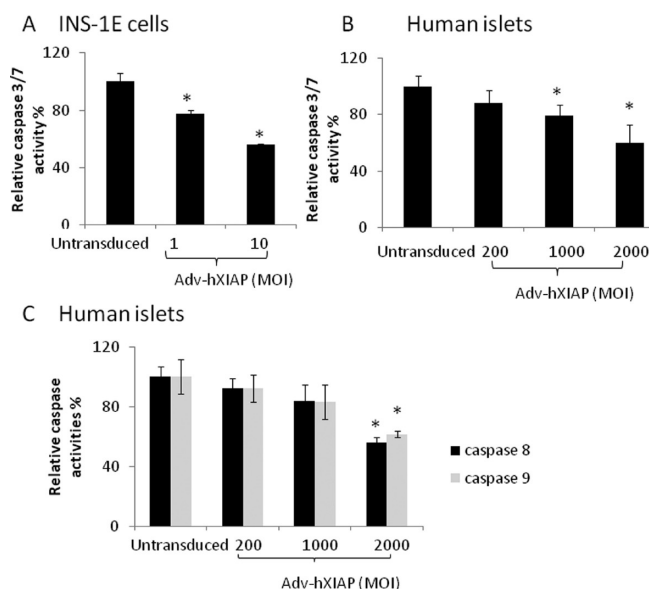 A INS-1E cells
Relative caspase 3/7
activity %
120
80
40
0
*
*
Untransduced 1 10
Adv-hXIAP (MOI)
B Human islets
Relative caspase 3/7
activity %
120
80
40
0
*
*
Untransduced 200 1000 2000
Adv-hXIAP (MOI)
C Human islets
Relative caspase
activities %
120
80
40
0
* *
caspase 8
caspase 9
Untransduced 200 1000 2000
Adv-hXIAP (MOI)